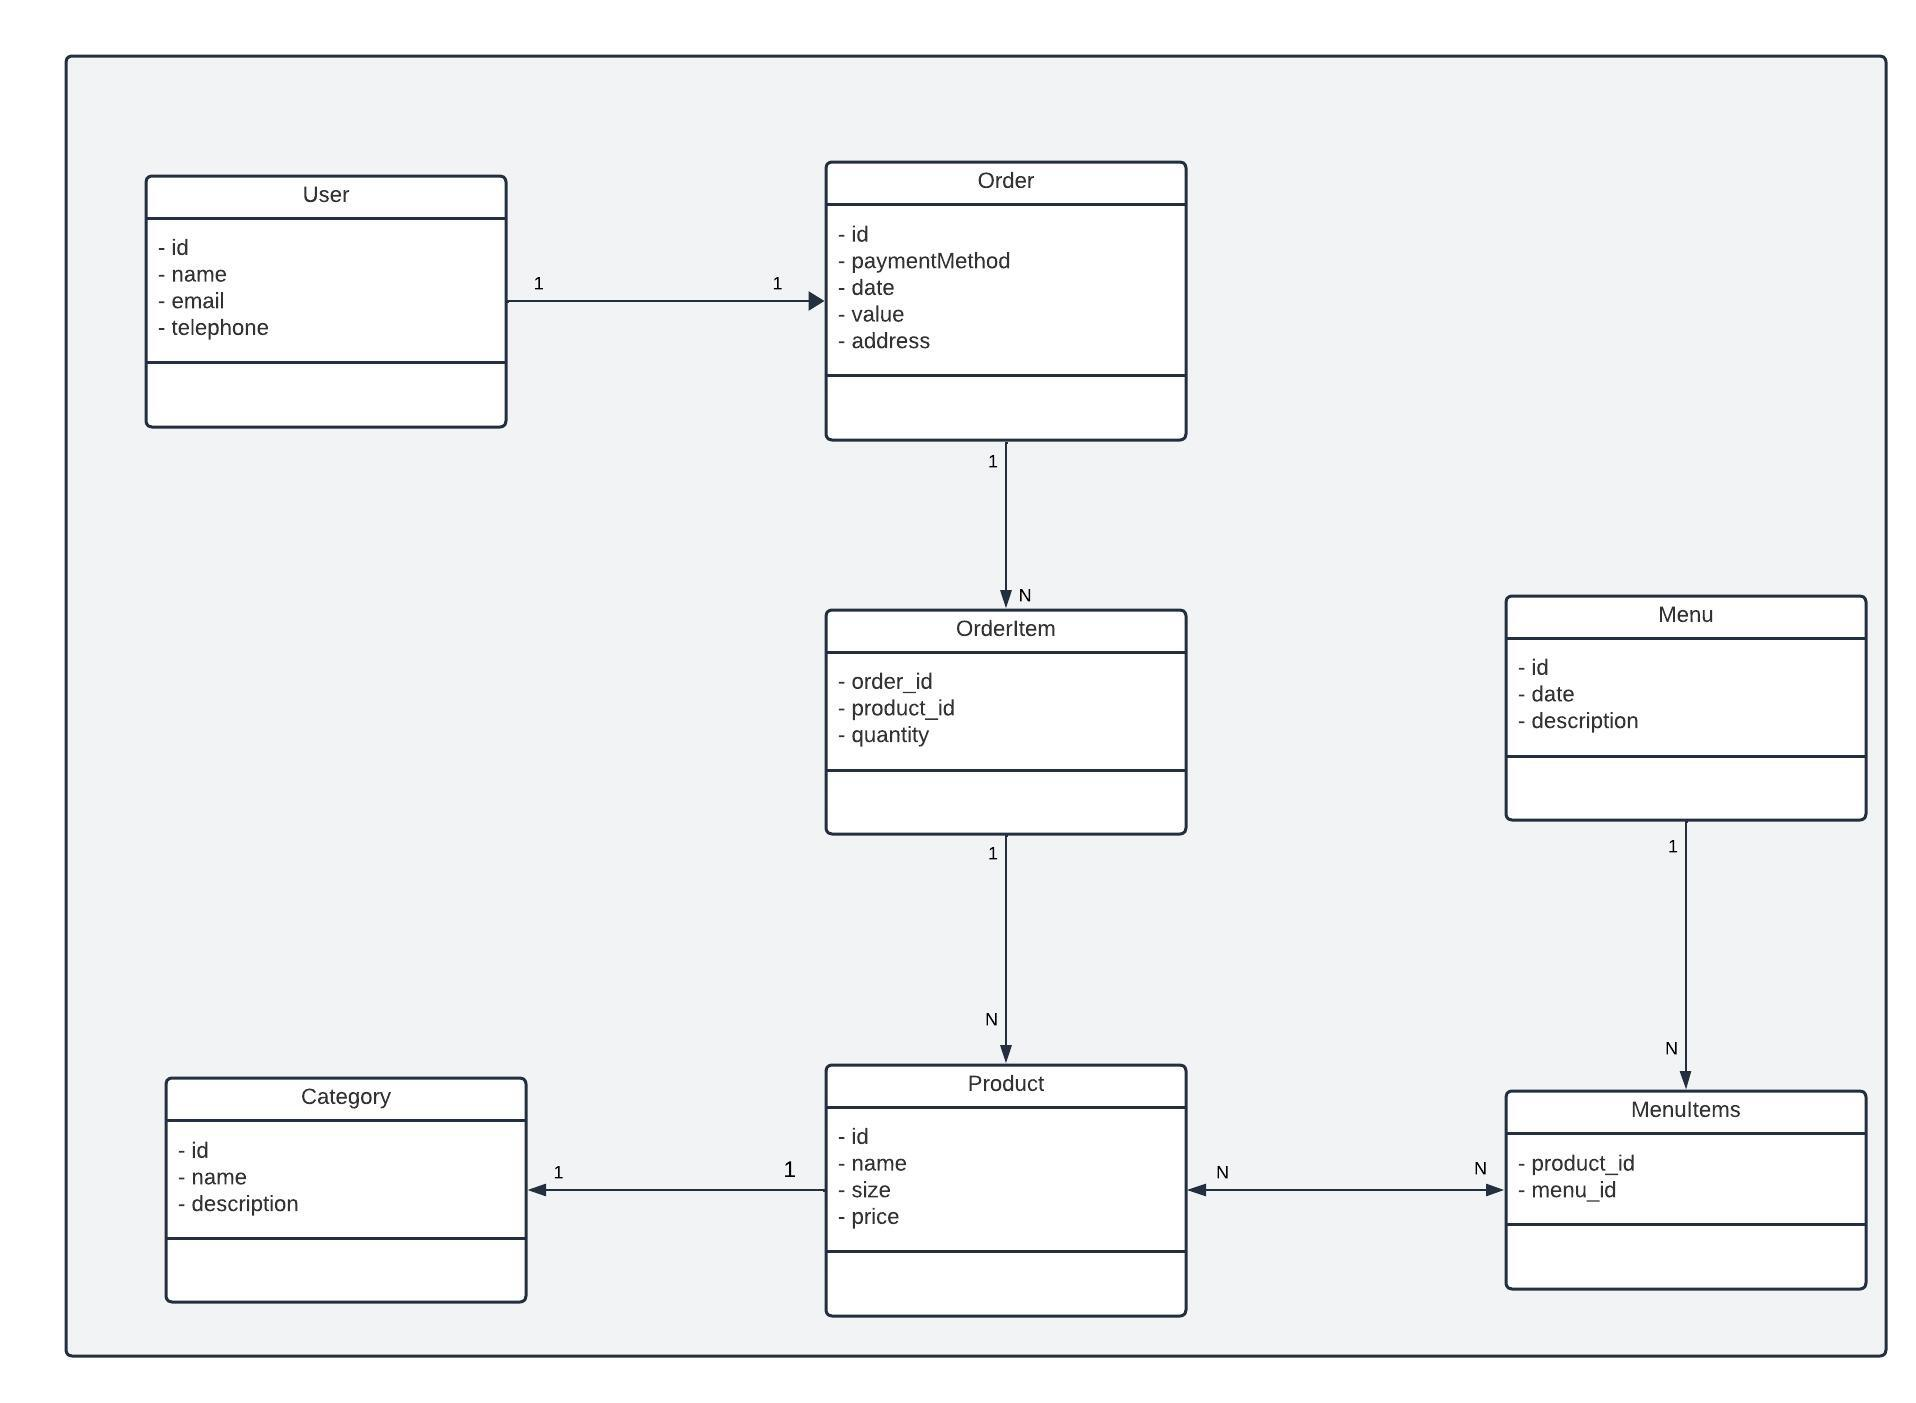 User
- id
- name
- email
- telephone
1
1
Order
- id
- paymentMethod
- date
- value
- address
1
N
OrderItem
- order_id
- product_id
- quantity
1
N
Menu
- id
- date
- description
1
N
Category
- id
- name
- description
1
1
Product
- id
- name
- size
- price
N
N
MenuItems
- product_id
- menu_id